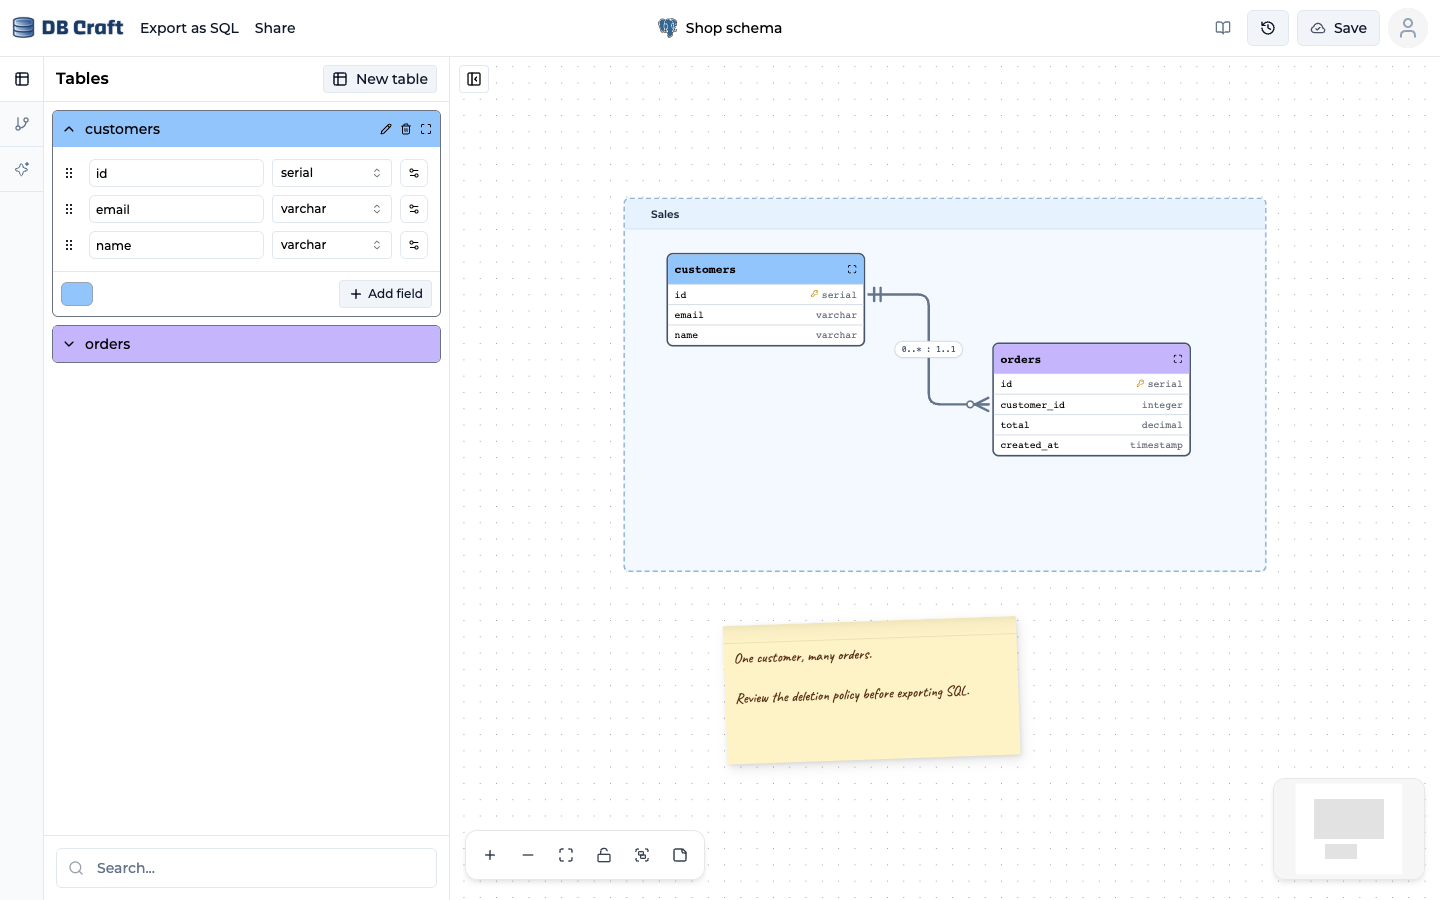 DB Craft
Export as SQL
Share
Shop schema
Save
Tables
New table
customers
id
serial
email
varchar
name
varchar
Add field
orders
Search...
Sales
customers
id serial
email varchar
name varchar
0..* : 1..1
orders
id serial
customer_id integer
total decimal
created_at timestamp
One customer, many orders.
Review the deletion policy before exporting SQL.